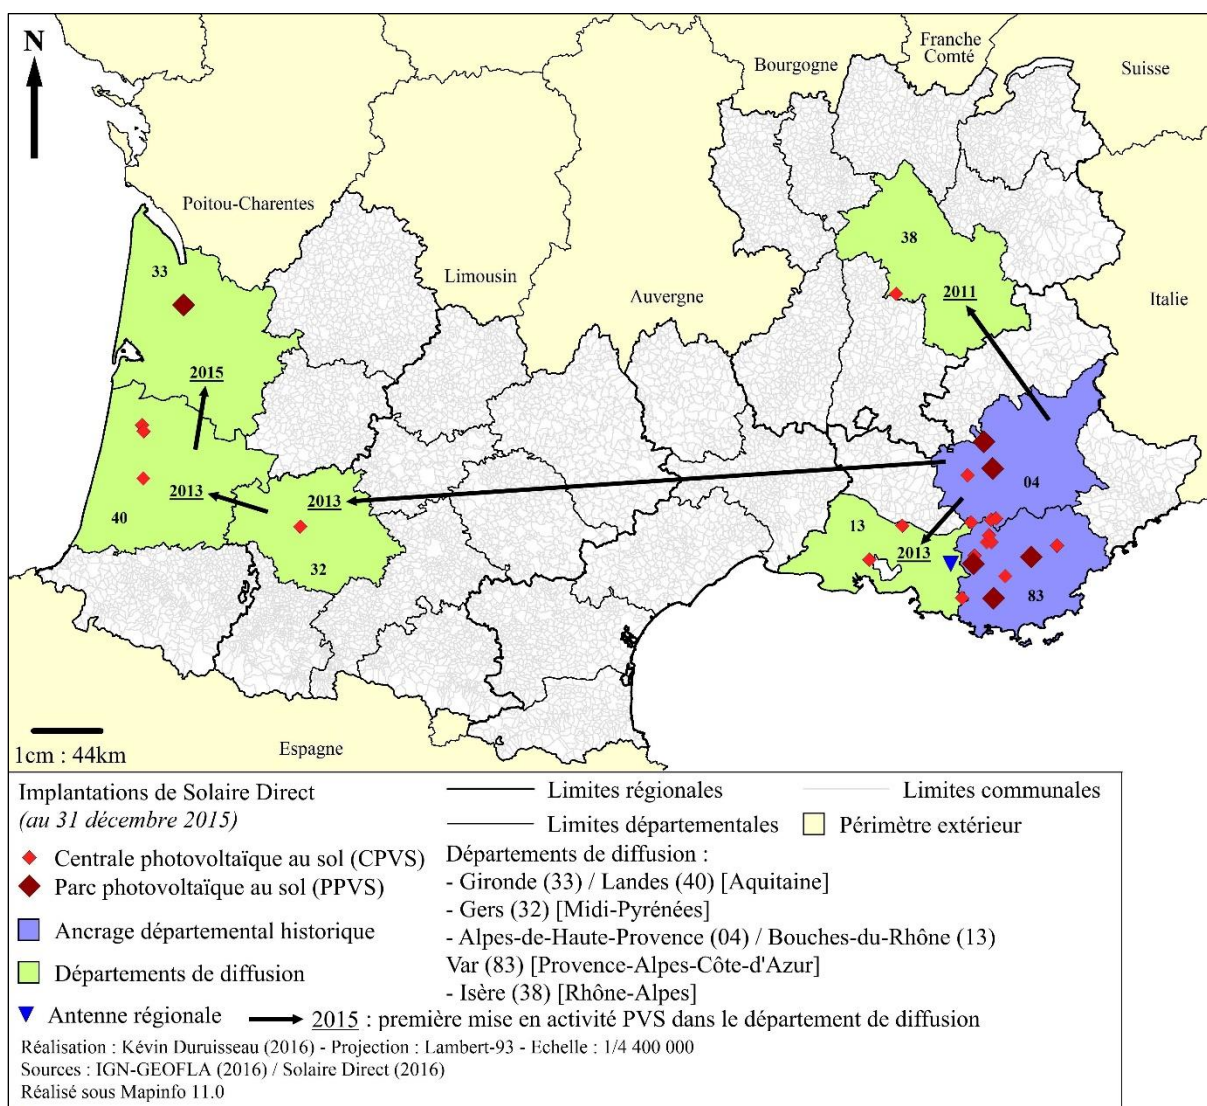 N
Franche
Comté
Bourgogne
Suisse
Poitou-Charentes
38
33
Limousin
Auvergne
2011
Italie
2015
2013
2013
04
40
13
2013
32
83
1cm : 44km
Espagne
Implantations de Solaire Direct
(au 31 décembre 2015)
Centrale photovoltaïque au sol (CPVS)
Parc photovoltaïque au sol (PPVS)
Ancrage départemental historique
Départements de diffusion
Antenne régionale
2015 : première mise en activité PVS dans le département de diffusion
Limites régionales
Limites communales
Limites départementales
Périmètre extérieur
Départements de diffusion :
- Gironde (33) / Landes (40) [Aquitaine]
- Gers (32) [Midi-Pyrénées]
- Alpes-de-Haute-Provence (04) / Bouches-du-Rhône (13)
Var (83) [Provence-Alpes-Côte-d'Azur]
- Isère (38) [Rhône-Alpes]
Réalisation : Kévin Duruisseau (2016) - Projection : Lambert-93 - Echelle : 1/4 400 000
Sources : IGN-GEOFLA (2016) / Solaire Direct (2016)
Réalisé sous Mapinfo 11.0